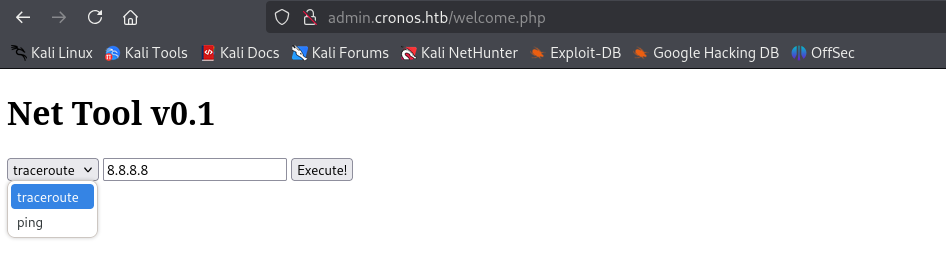 admin.cronos.htb/welcome.php
Kali Linux Kali Tools Kali Docs Kali Forums Kali NetHunter Exploit-DB Google Hacking DB OffSec
Net Tool v0.1
traceroute 8.8.8.8 Execute!
traceroute
ping